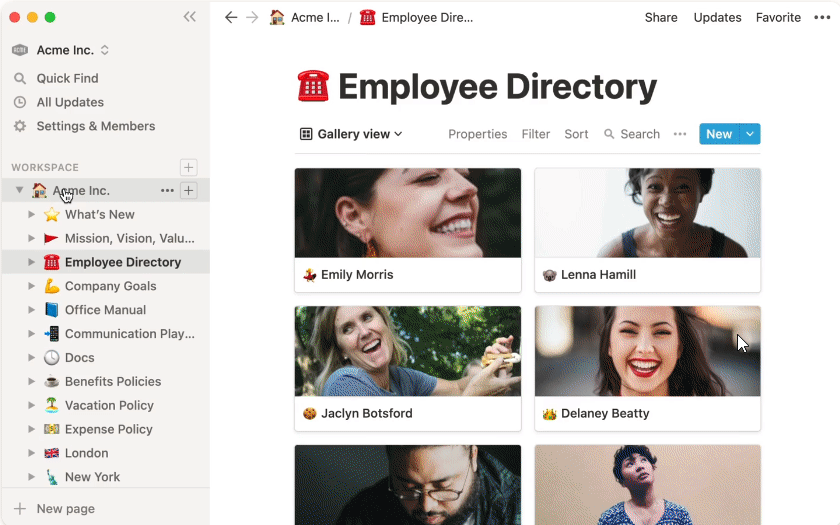 Acme Inc.
Quick Find
All Updates
Settings & Members
WORKSPACE
Acme Inc.
What's New
Mission, Vision, Valu...
Employee Directory
Company Goals
Office Manual
Communication Play...
Docs
Benefits Policies
Vacation Policy
Expense Policy
London
New York
New page
Acme I... / Employee Dire...
Share Updates Favorite
Employee Directory
Gallery view Properties Filter Sort Search New
Emily Morris
Lenna Hamill
Jaclyn Botsford
Delaney Beatty